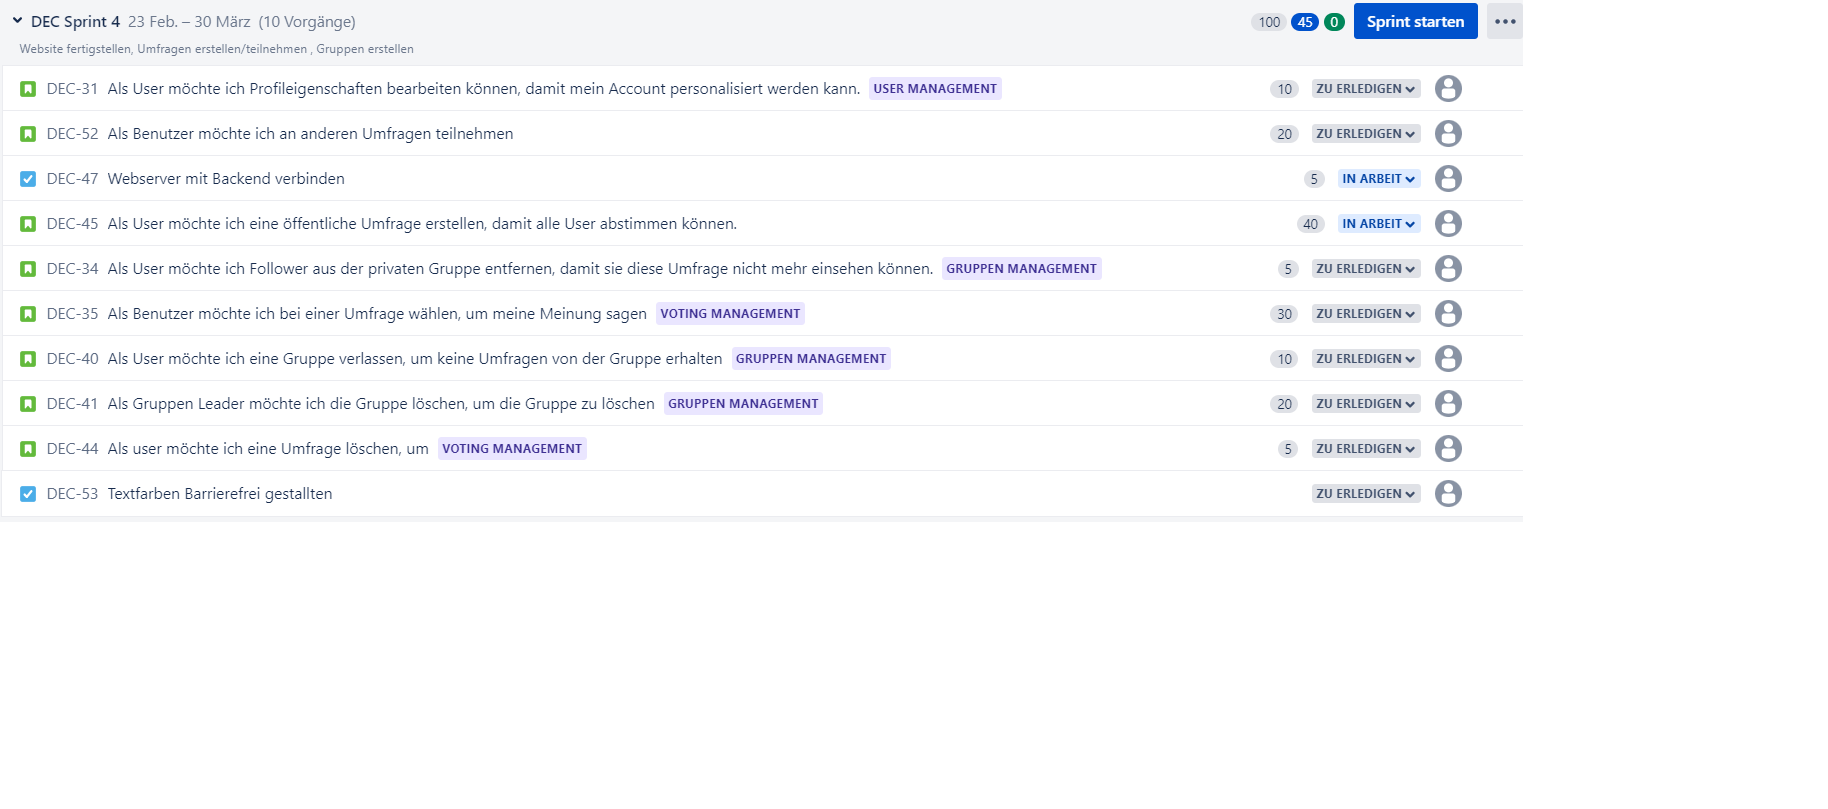 DEC Sprint 4 23 Feb. – 30 März (10 Vorgänge) 100 45 0 Sprint starten
Website fertigstellen, Umfragen erstellen/teilnehmen , Gruppen erstellen
DEC-31 Als User möchte ich Profileigenschaften bearbeiten können, damit mein Account personalisiert werden kann. USER MANAGEMENT 10 ZU ERLEDIGEN
DEC-52 Als Benutzer möchte ich an anderen Umfragen teilnehmen 20 ZU ERLEDIGEN
DEC-47 Webserver mit Backend verbinden 5 IN ARBEIT
DEC-45 Als User möchte ich eine öffentliche Umfrage erstellen, damit alle User abstimmen können. 40 IN ARBEIT
DEC-34 Als User möchte ich Follower aus der privaten Gruppe entfernen, damit sie diese Umfrage nicht mehr einsehen können. GRUPPEN MANAGEMENT 5 ZU ERLEDIGEN
DEC-35 Als Benutzer möchte ich bei einer Umfrage wählen, um meine Meinung sagen VOTING MANAGEMENT 30 ZU ERLEDIGEN
DEC-40 Als User möchte ich eine Gruppe verlassen, um keine Umfragen von der Gruppe erhalten GRUPPEN MANAGEMENT 10 ZU ERLEDIGEN
DEC-41 Als Gruppen Leader möchte ich die Gruppe löschen, um die Gruppe zu löschen GRUPPEN MANAGEMENT 20 ZU ERLEDIGEN
DEC-44 Als user möchte ich eine Umfrage löschen, um VOTING MANAGEMENT 5 ZU ERLEDIGEN
DEC-53 Textfarben Barrierefrei gestallten ZU ERLEDIGEN